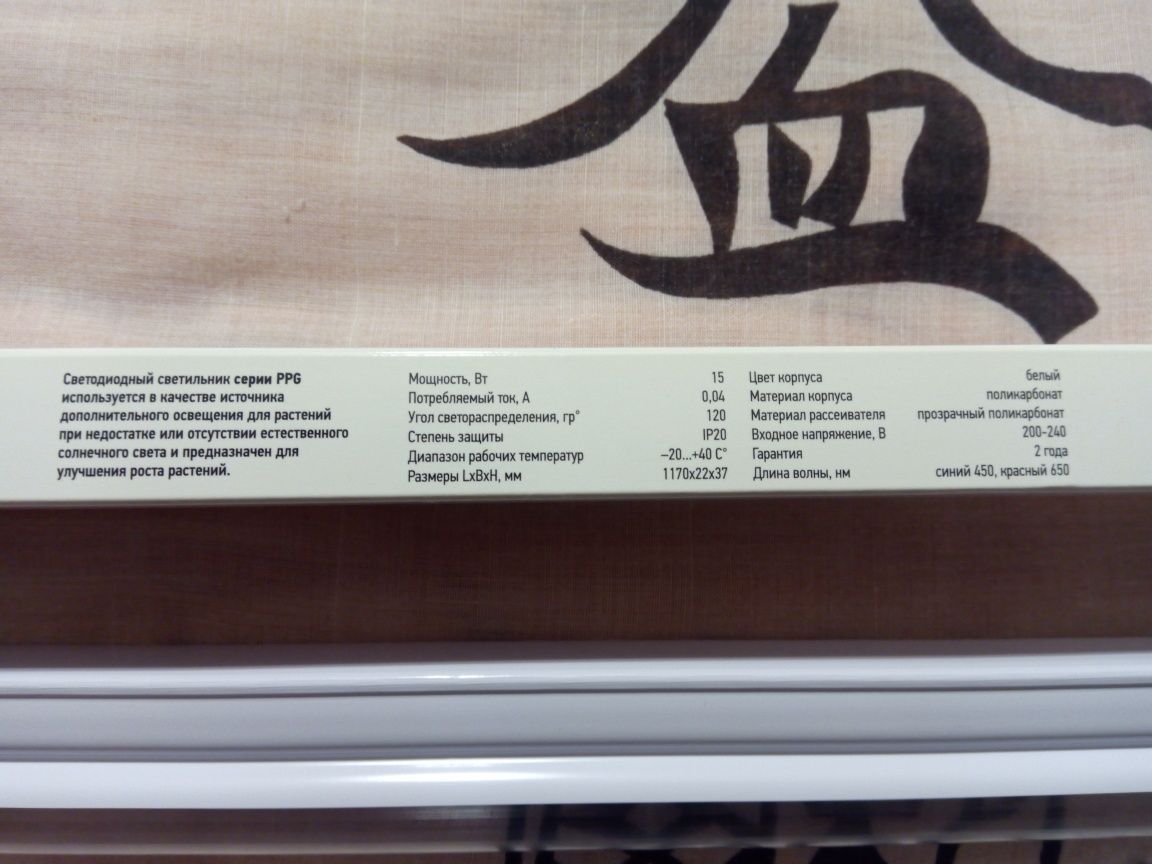 Светодиодный светильник серии PPG
используется в качестве источника
дополнительного освещения для растений
при недостатке или отсутствии естественного
солнечного света и предназначен для
улучшения роста растений.
Мощность, Вт 15
Потребляемый ток, А 0,04
Угол светораспределения, гр° 120
Степень защиты IP20
Диапазон рабочих температур –20...+40 C°
Размеры LxBxH, мм 1170x22x37
Цвет корпуса белый
Материал корпуса поликарбонат
Материал рассеивателя прозрачный поликарбонат
Входное напряжение, В 200-240
Гарантия 2 года
Длина волны, нм синий 450, красный 650